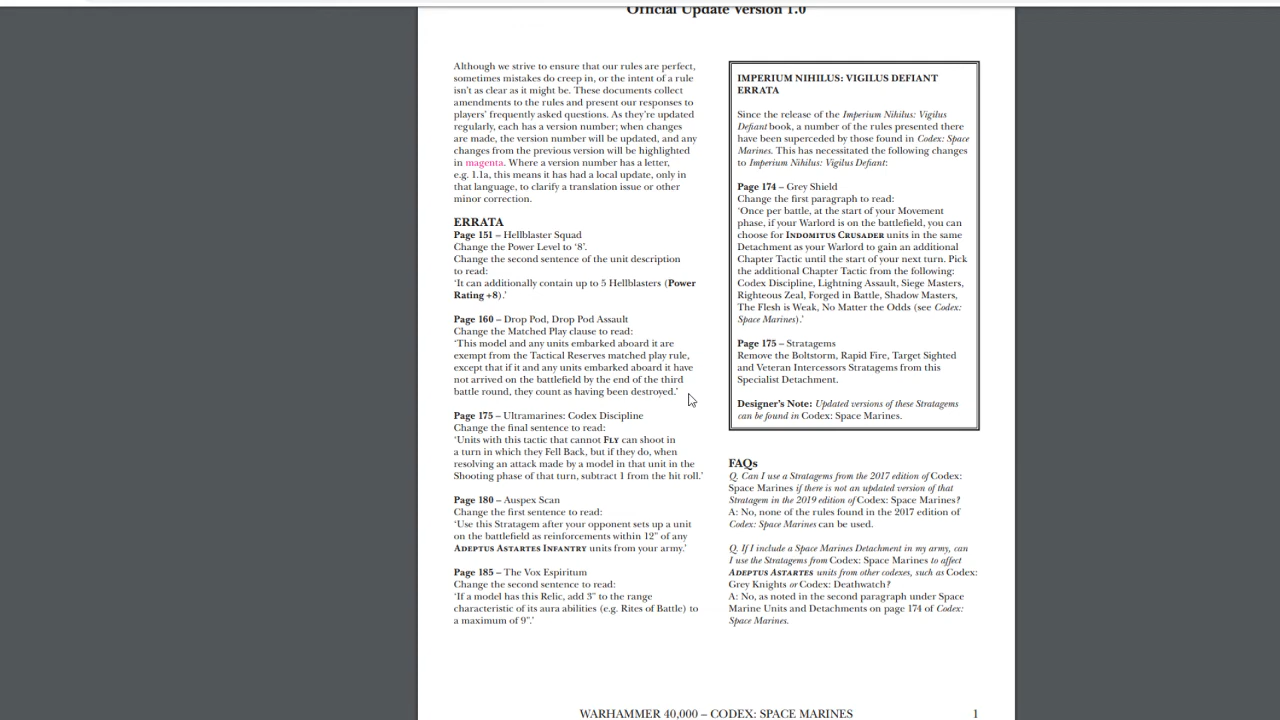 Official Update Version 1.0
Although we strive to ensure that our rules are perfect,
sometimes mistakes do creep in, or the intent of a rule
isn't as clear as it might be. These documents collect
amendments to the rules and present our responses to
players' frequently asked questions. As they're updated
regularly, each has a version number; when changes
are made, the version number will be updated, and any
changes from the previous version will be highlighted
in magenta. Where a version number has a letter,
e.g. 1.1a, this means it has had a local update, only in
that language, to clarify a translation issue or other
minor correction.
ERRATA
Page 151 – Hellblaster Squad
Change the Power Level to '8'.
Change the second sentence of the unit description
to read:
'It can additionally contain up to 5 Hellblasters (Power
Rating +8).'
Page 160 – Drop Pod, Drop Pod Assault
Change the Matched Play clause to read:
'This model and any units embarked aboard it are
exempt from the Tactical Reserves matched play rule,
except that if it and any units embarked aboard it have
not arrived on the battlefield by the end of the third
battle round, they count as having been destroyed.'
Page 175 – Ultramarines: Codex Discipline
Change the final sentence to read:
'Units with this tactic that cannot FLY can shoot in
a turn in which they Fell Back, but if they do, when
resolving an attack made by a model in that unit in the
Shooting phase of that turn, subtract 1 from the hit roll.'
Page 180 – Auspex Scan
Change the first sentence to read:
'Use this Stratagem after your opponent sets up a unit
on the battlefield as reinforcements within 12" of any
ADEPTUS ASTARTES INFANTRY units from your army.'
Page 185 – The Vox Espiritum
Change the second sentence to read:
'If a model has this Relic, add 3" to the range
characteristic of its aura abilities (e.g. Rites of Battle) to
a maximum of 9".'
IMPERIUM NIHILUS: VIGILUS DEFIANT
ERRATA
Since the release of the Imperium Nihilus: Vigilus
Defiant book, a number of the rules presented there
have been superceded by those found in Codex: Space
Marines. This has necessitated the following changes
to Imperium Nihilus: Vigilus Defiant:
Page 174 – Grey Shield
Change the first paragraph to read:
'Once per battle, at the start of your Movement
phase, if your Warlord is on the battlefield, you can
choose for INDOMITUS CRUSADER units in the same
Detachment as your Warlord to gain an additional
Chapter Tactic until the start of your next turn. Pick
the additional Chapter Tactic from the following:
Codex Discipline, Lightning Assault, Siege Masters,
Righteous Zeal, Forged in Battle, Shadow Masters,
The Flesh is Weak, No Matter the Odds (see Codex:
Space Marines).'
Page 175 – Stratagems
Remove the Boltstorm, Rapid Fire, Target Sighted
and Veteran Intercessors Stratagems from this
Specialist Detachment.
Designer's Note: Updated versions of these Stratagems
can be found in Codex: Space Marines.
FAQs
Q. Can I use a Stratagems from the 2017 edition of Codex:
Space Marines if there is not an updated version of that
Stratagem in the 2019 edition of Codex: Space Marines?
A: No, none of the rules found in the 2017 edition of
Codex: Space Marines can be used.
Q. If I include a Space Marines Detachment in my army, can
I use the Stratagems from Codex: Space Marines to affect
ADEPTUS ASTARTES units from other codexes, such as Codex:
Grey Knights or Codex: Deathwatch?
A: No, as noted in the second paragraph under Space
Marine Units and Detachments on page 174 of Codex:
Space Marines.
WARHAMMER 40,000 – CODEX: SPACE MARINES 1